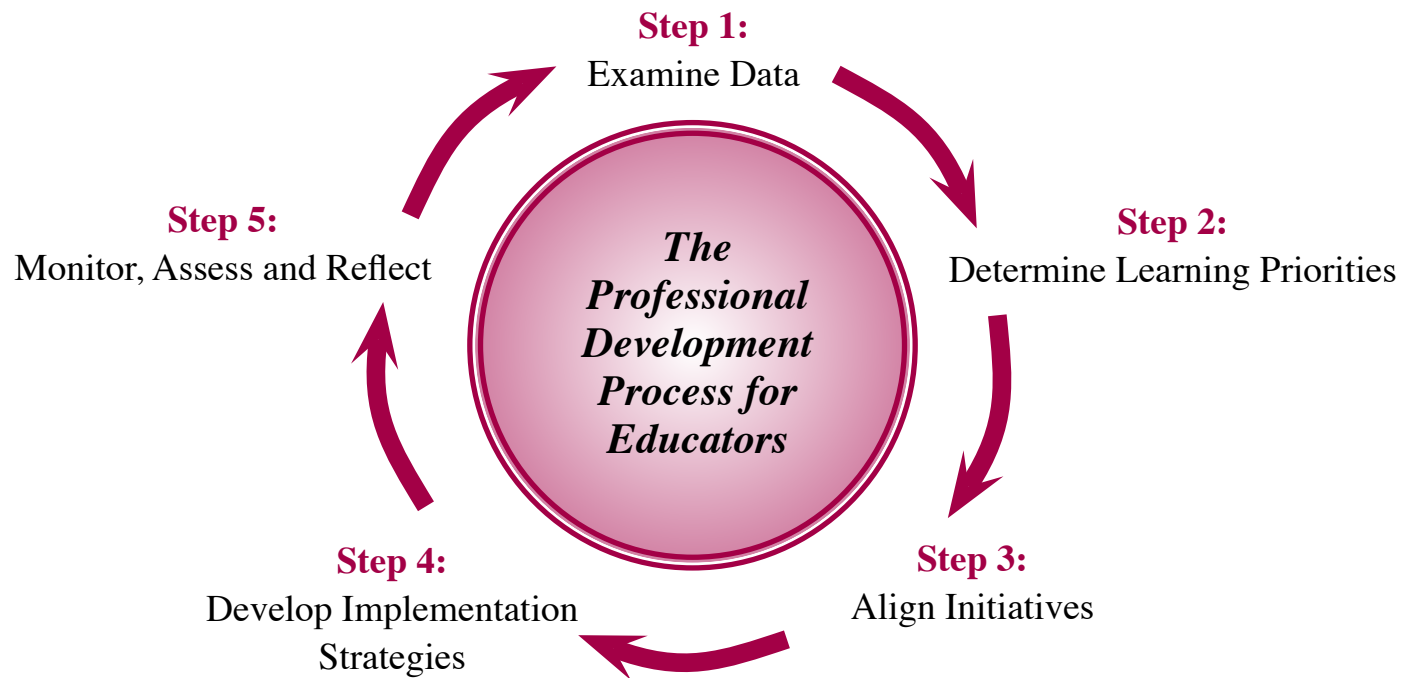 Step 1:
Examine Data
Step 2:
Determine Learning Priorities
Step 3:
Align Initiatives
Step 4:
Develop Implementation
Strategies
Step 5:
Monitor, Assess and Reflect
The
Professional
Development
Process for
Educators